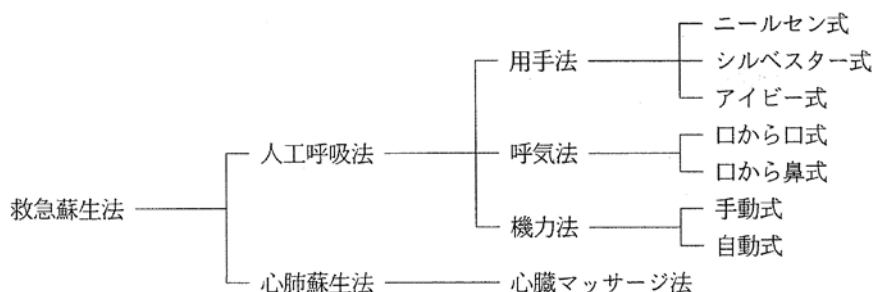 救急蘇生法
人工呼吸法
用手法
ニールセン式
シルベスター式
アイビー式
呼気法
口から口式
口から鼻式
機力法
手動式
自動式
心肺蘇生法
心臓マッサージ法